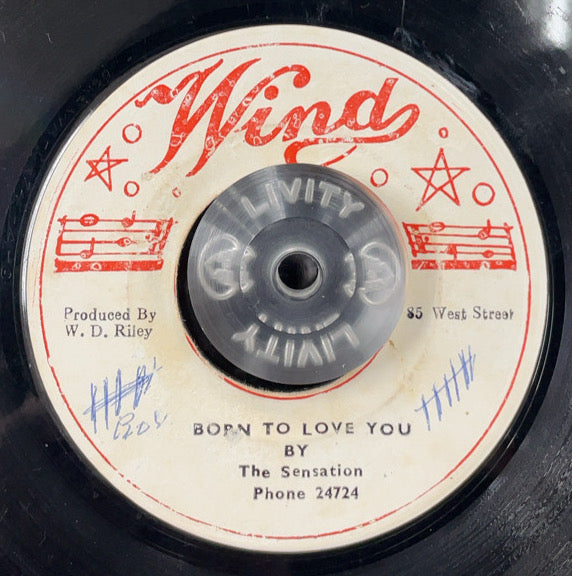 Wind
LIVITY
LIVITY
Produced By
W. D. Riley
85 West Street
BORN TO LOVE YOU
BY
The Sensation
Phone 24724